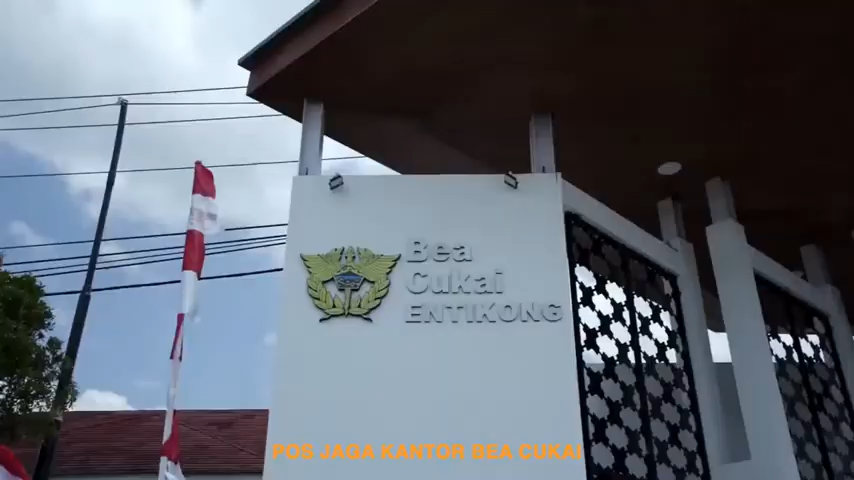 Bea
Cukai
ENTIKONG
POS JAGA KANTOR BEA CUKAI